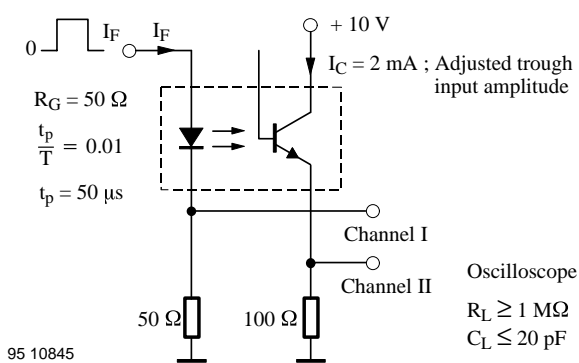 0
I_F
I_F
+ 10 V
I_C = 2 mA ; Adjusted trough
input amplitude
R_G = 50 Ω
t_p
T
= 0.01
t_p = 50 μs
Channel I
Channel II
50 Ω
100 Ω
Oscilloscope
R_L ≥ 1 MΩ
C_L ≤ 20 pF
95 10845